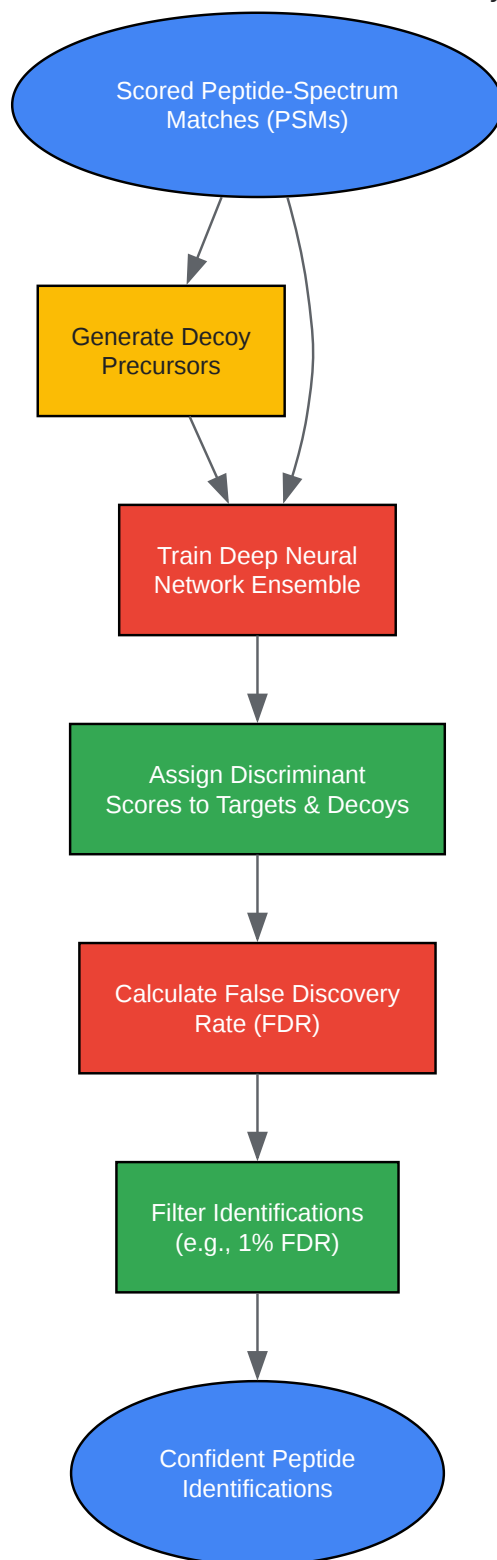 Scored Peptide-Spectrum
Matches (PSMs)
Generate Decoy
Precursors
Train Deep Neural
Network Ensemble
Assign Discriminant
Scores to Targets & Decoys
Calculate False Discovery
Rate (FDR)
Filter Identifications
(e.g., 1% FDR)
Confident Peptide
Identifications